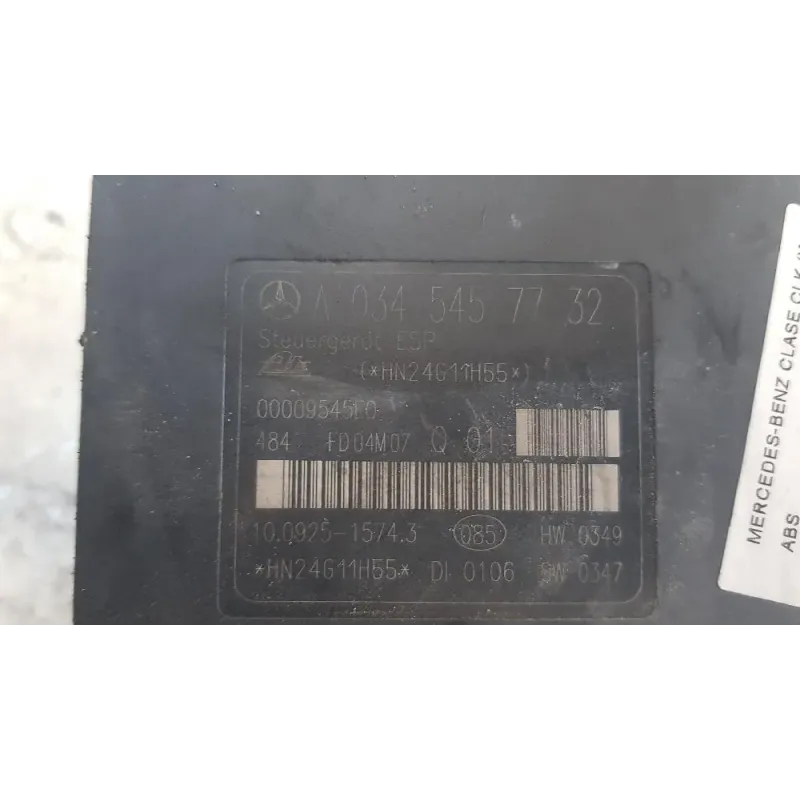 A 034 545 77 32
Steuergerät ESP
(*HN24G11H55*)
00009545E0
484 FD04M07 Q 01
10.0925-1574.3 085 HW 0349
*HN24G11H55* DI 0106 SW 0347
MERCEDES-BENZ CLASE CLK
ABS